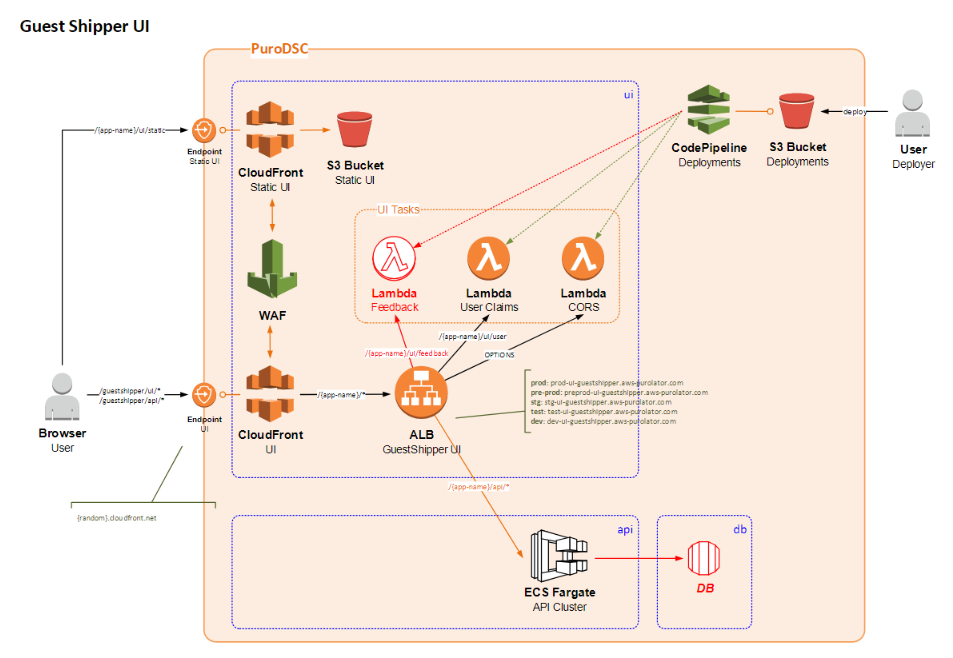 Guest Shipper UI
PuroDSC
ui
/{app-name}/ui/static
Endpoint
Static UI
CloudFront
Static UI
S3 Bucket
Static UI
CodePipeline
Deployments
S3 Bucket
Deployments
deploy
User
Deployer
UI Tasks
Lambda
Feedback
Lambda
User Claims
Lambda
CORS
WAF
/{app-name}/ui/feedback
/{app-name}/ui/user
OPTIONS
Browser
User
/guestshipper/ui/*
/guestshipper/api/*
Endpoint
UI
CloudFront
UI
/{app-name}/*
ALB
GuestShipper UI
prod: prod-ui-guestshipper.aws-purolator.com
pre-prod: preprod-ui-guestshipper.aws-purolator.com
stg: stg-ui-guestshipper.aws-purolator.com
test: test-ui-guestshipper.aws-purolator.com
dev: dev-ui-guestshipper.aws-purolator.com
{random}.cloudfront.net
/{app-name}/api/*
api
ECS Fargate
API Cluster
db
DB